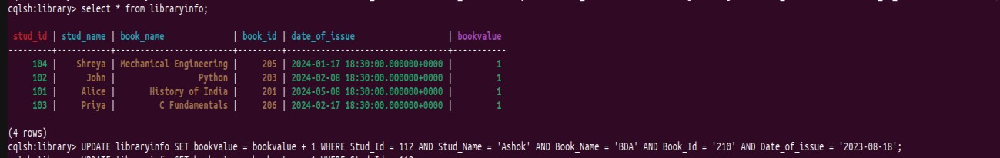 cqlsh:library> select * from libraryinfo;
stud_id | stud_name | book_name | book_id | date_of_issue | bookvalue
---------+-----------+------------------------+---------+---------------------------------+-----------
104 | Shreya | Mechanical Engineering | 205 | 2024-01-17 18:30:00.000000+0000 | 1
102 | John | Python | 203 | 2024-02-08 18:30:00.000000+0000 | 1
101 | Alice | History of India | 201 | 2024-05-08 18:30:00.000000+0000 | 1
103 | Priya | C Fundamentals | 206 | 2024-02-17 18:30:00.000000+0000 | 1
(4 rows)
cqlsh:library> UPDATE libraryinfo SET bookvalue = bookvalue + 1 WHERE Stud_Id = 112 AND Stud_Name = 'Ashok' AND Book_Name = 'BDA' AND Book_Id = '210' AND Date_of_issue = '2023-08-18';